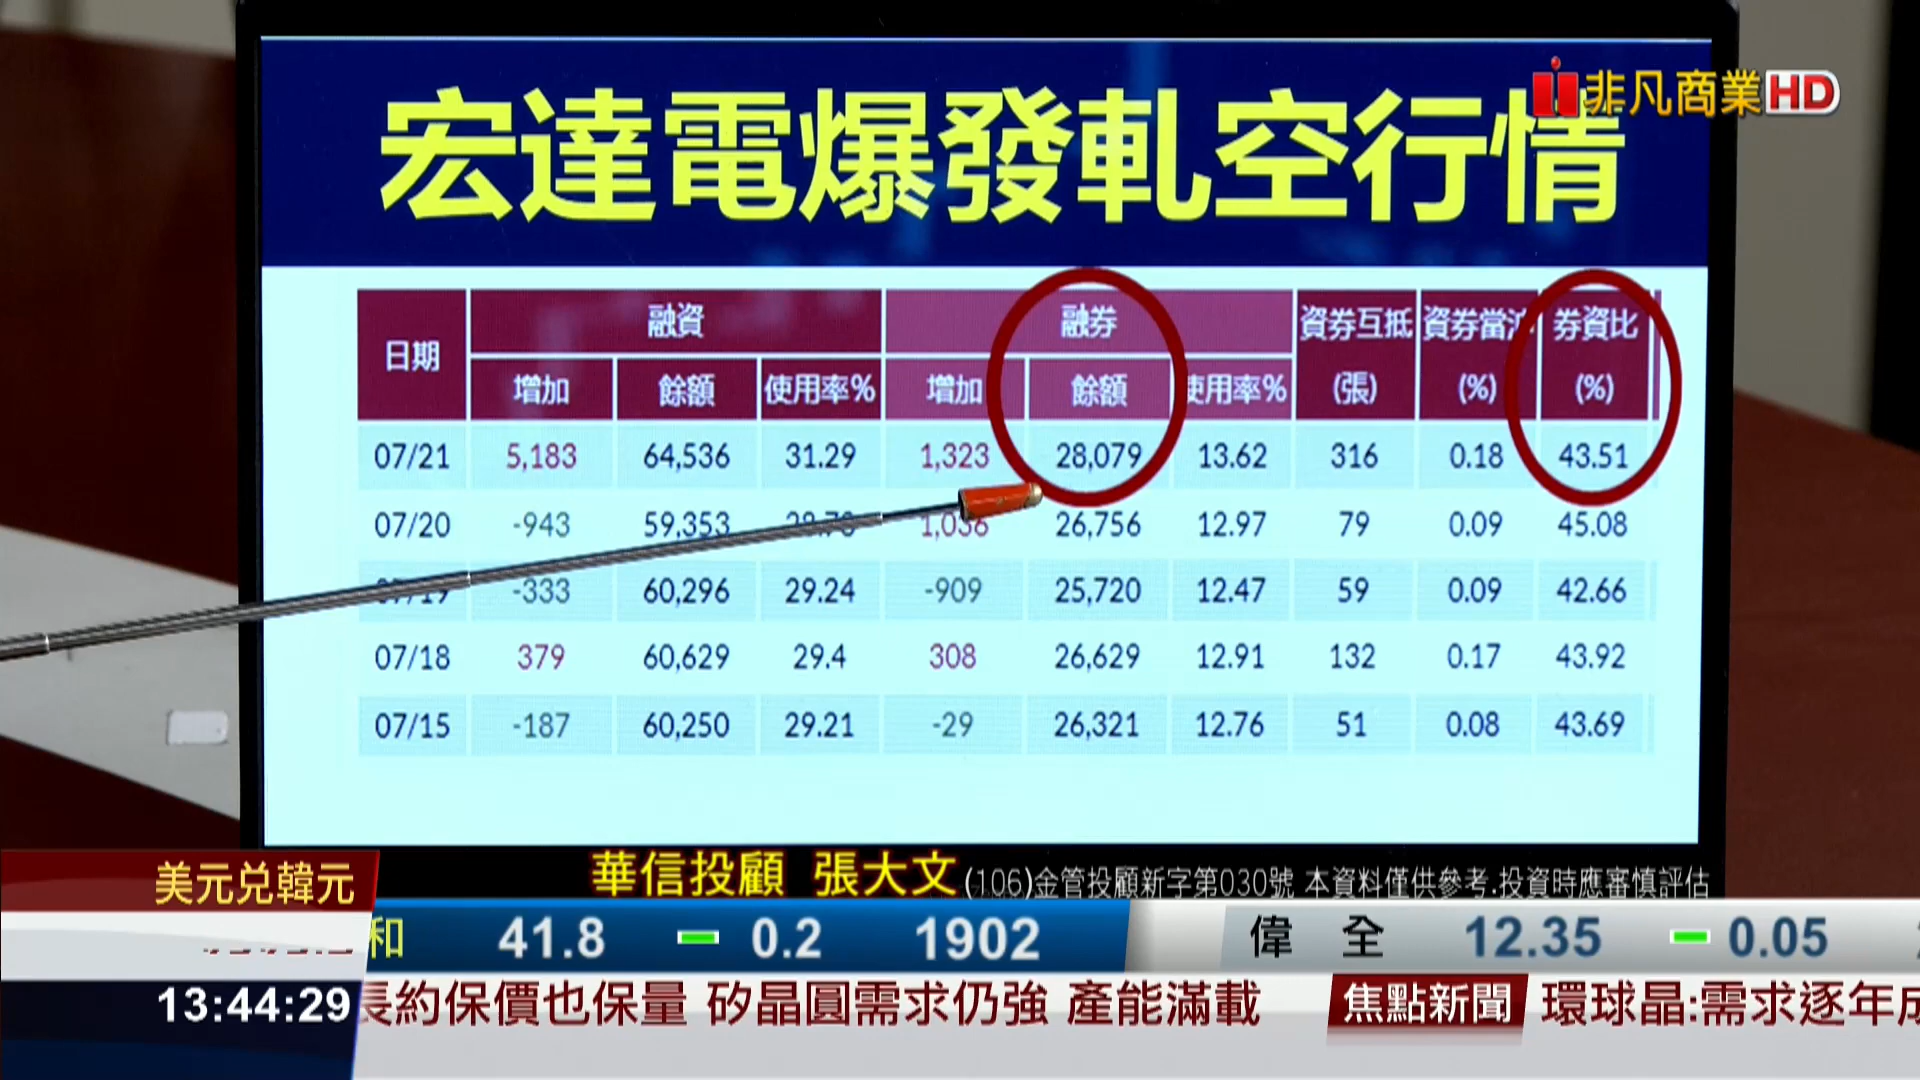 宏達電爆發軋空行情
非凡商業HD
日期 融資 融券 資券互抵 資券當沖 券資比
增加 餘額 使用率% 增加 餘額 使用率% (張) (%) (%)
07/21 5,183 64,536 31.29 1,323 28,079 13.62 316 0.18 43.51
07/20 -943 59,353 1,036 26,756 12.97 79 0.09 45.08
07/19 -333 60,296 29.24 -909 25,720 12.47 59 0.09 42.66
07/18 379 60,629 29.4 308 26,629 12.91 132 0.17 43.92
07/15 -187 60,250 29.21 -29 26,321 12.76 51 0.08 43.69
華信投顧 張大文 (106)金管投顧新字第030號 本資料僅供參考.投資時應審慎評估
美元兌韓元
和 41.8 0.2 1902 偉全 12.35 0.05
13:44:29
長約保價也保量 矽晶圓需求仍強 產能滿載 焦點新聞 環球晶:需求逐年成